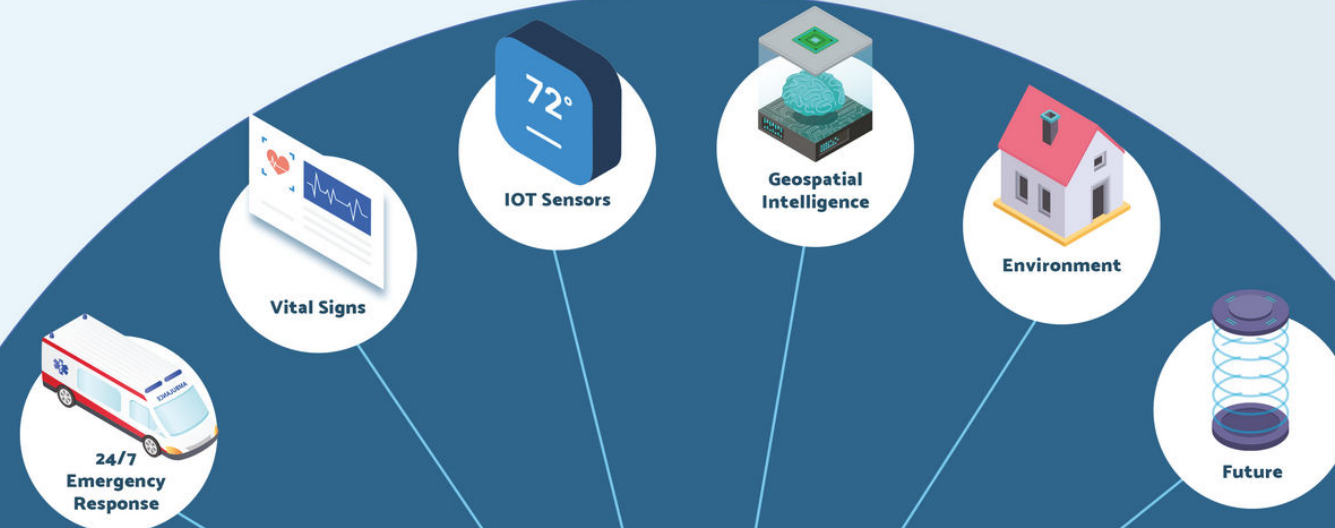 72°
IOT Sensors
Geospatial
Intelligence
Environment
Vital Signs
24/7
Emergency
Response
Future